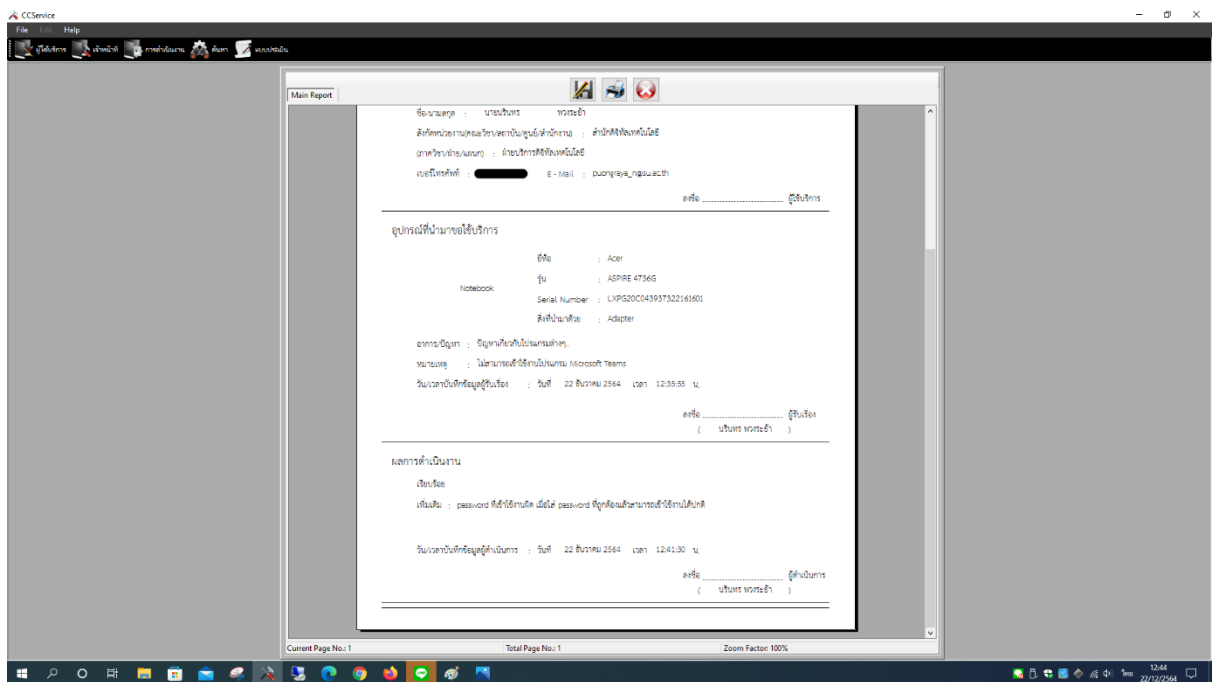 CCService
File Edit Help
ผู้ใช้บริการ เจ้าหน้าที่ การดำเนินงาน ค้นหา แบบประเมิน
Main Report
ชื่อ-นามสกุล : นายนรินทร พวงระย้า
สังกัดหน่วยงาน(คณะวิชา/สถาบัน/ศูนย์/สำนักงาน) : สำนักดิจิทัลเทคโนโลยี
(ภาควิชา/ฝ่าย/แผนก) : ฝ่ายบริการดิจิทัลเทคโนโลยี
เบอร์โทรศัพท์ : E - Mail : puongraya_n@su.ac.th
ลงชื่อ ผู้ใช้บริการ
อุปกรณ์ที่นำมาขอใช้บริการ
ยี่ห้อ : Acer
รุ่น : ASPIRE 4736G
Notebook
Serial Number : LXPG20C043937322161601
สิ่งที่นำมาด้วย : Adapter
อาการ/ปัญหา : ปัญหาเกี่ยวกับโปรแกรมต่างๆ.
หมายเหตุ : ไม่สามารถเข้าใช้งานโปรแกรม Microsoft Teams
วัน/เวลาบันทึกข้อมูลผู้รับเรื่อง : วันที่ 22 ธันวาคม 2564 เวลา 12:35:55 น.
ลงชื่อ ผู้รับเรื่อง
( นรินทร พวงระย้า )
ผลการดำเนินงาน
เรียบร้อย
เพิ่มเติม : password ที่เข้าใช้งานผิด เมื่อใส่ password ที่ถูกต้องแล้วสามารถเข้าใช้งานได้ปกติ
วัน/เวลาบันทึกข้อมูลผู้ดำเนินการ : วันที่ 22 ธันวาคม 2564 เวลา 12:41:30 น.
ลงชื่อ ผู้ดำเนินการ
( นรินทร พวงระย้า )
Current Page No.: 1 Total Page No.: 1 Zoom Factor: 100%
ไทย 12:44
22/12/2564